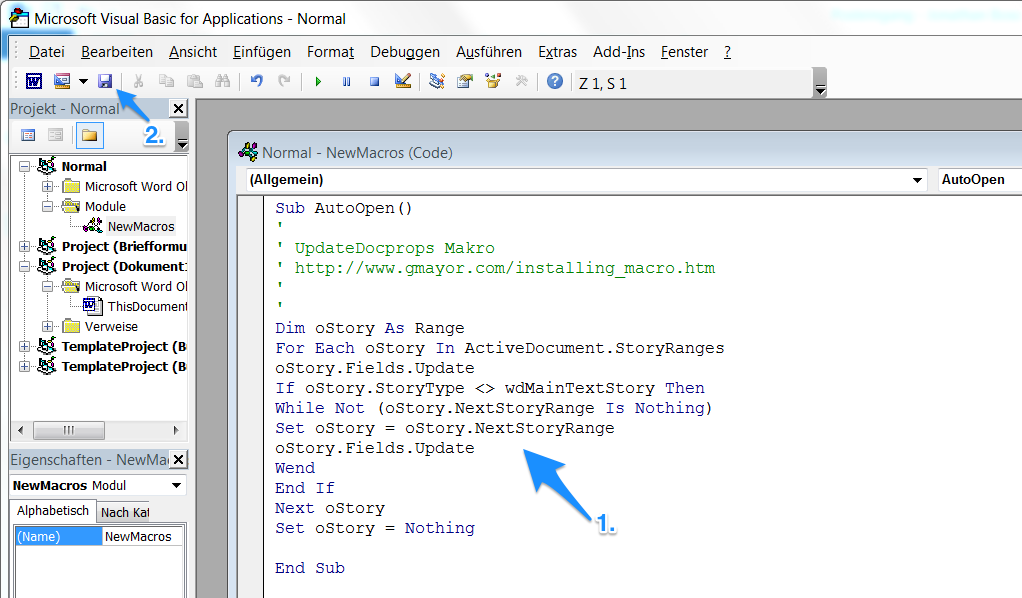 Microsoft Visual Basic for Applications - Normal
Datei Bearbeiten Ansicht Einfügen Format Debuggen Ausführen Extras Add-Ins Fenster ?
Z 1, S 1
Projekt - Normal
2.
Normal
Microsoft Word Ol
Module
NewMacros
Project (Briefformu
Project (Dokument1
Microsoft Word Ol
ThisDocument
Verweise
TemplateProject (B
TemplateProject (B
Eigenschaften - NewMac
NewMacros Modul
Alphabetisch Nach Kat
(Name) NewMacros
Normal - NewMacros (Code)
(Allgemein) AutoOpen
Sub AutoOpen()
'
' UpdateDocprops Makro
' http://www.gmayor.com/installing_macro.htm
'
'
Dim oStory As Range
For Each oStory In ActiveDocument.StoryRanges
oStory.Fields.Update
If oStory.StoryType <> wdMainTextStory Then
While Not (oStory.NextStoryRange Is Nothing)
Set oStory = oStory.NextStoryRange
oStory.Fields.Update
Wend
End If
Next oStory
Set oStory = Nothing
End Sub
1.